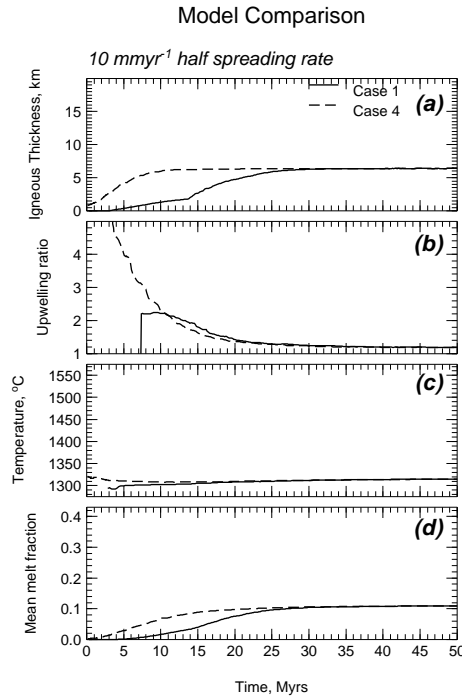 Model Comparison
10 mmyr-1 half spreading rate
Case 1
Case 4
(a)
Igneous Thickness, km
15
10
5
0
(b)
Upwelling ratio
4
3
2
1
(c)
Temperature, oC
1550
1500
1450
1400
1350
1300
(d)
Mean melt fraction
0.4
0.3
0.2
0.1
0.0
0 5 10 15 20 25 30 35 40 45 50
Time, Myrs